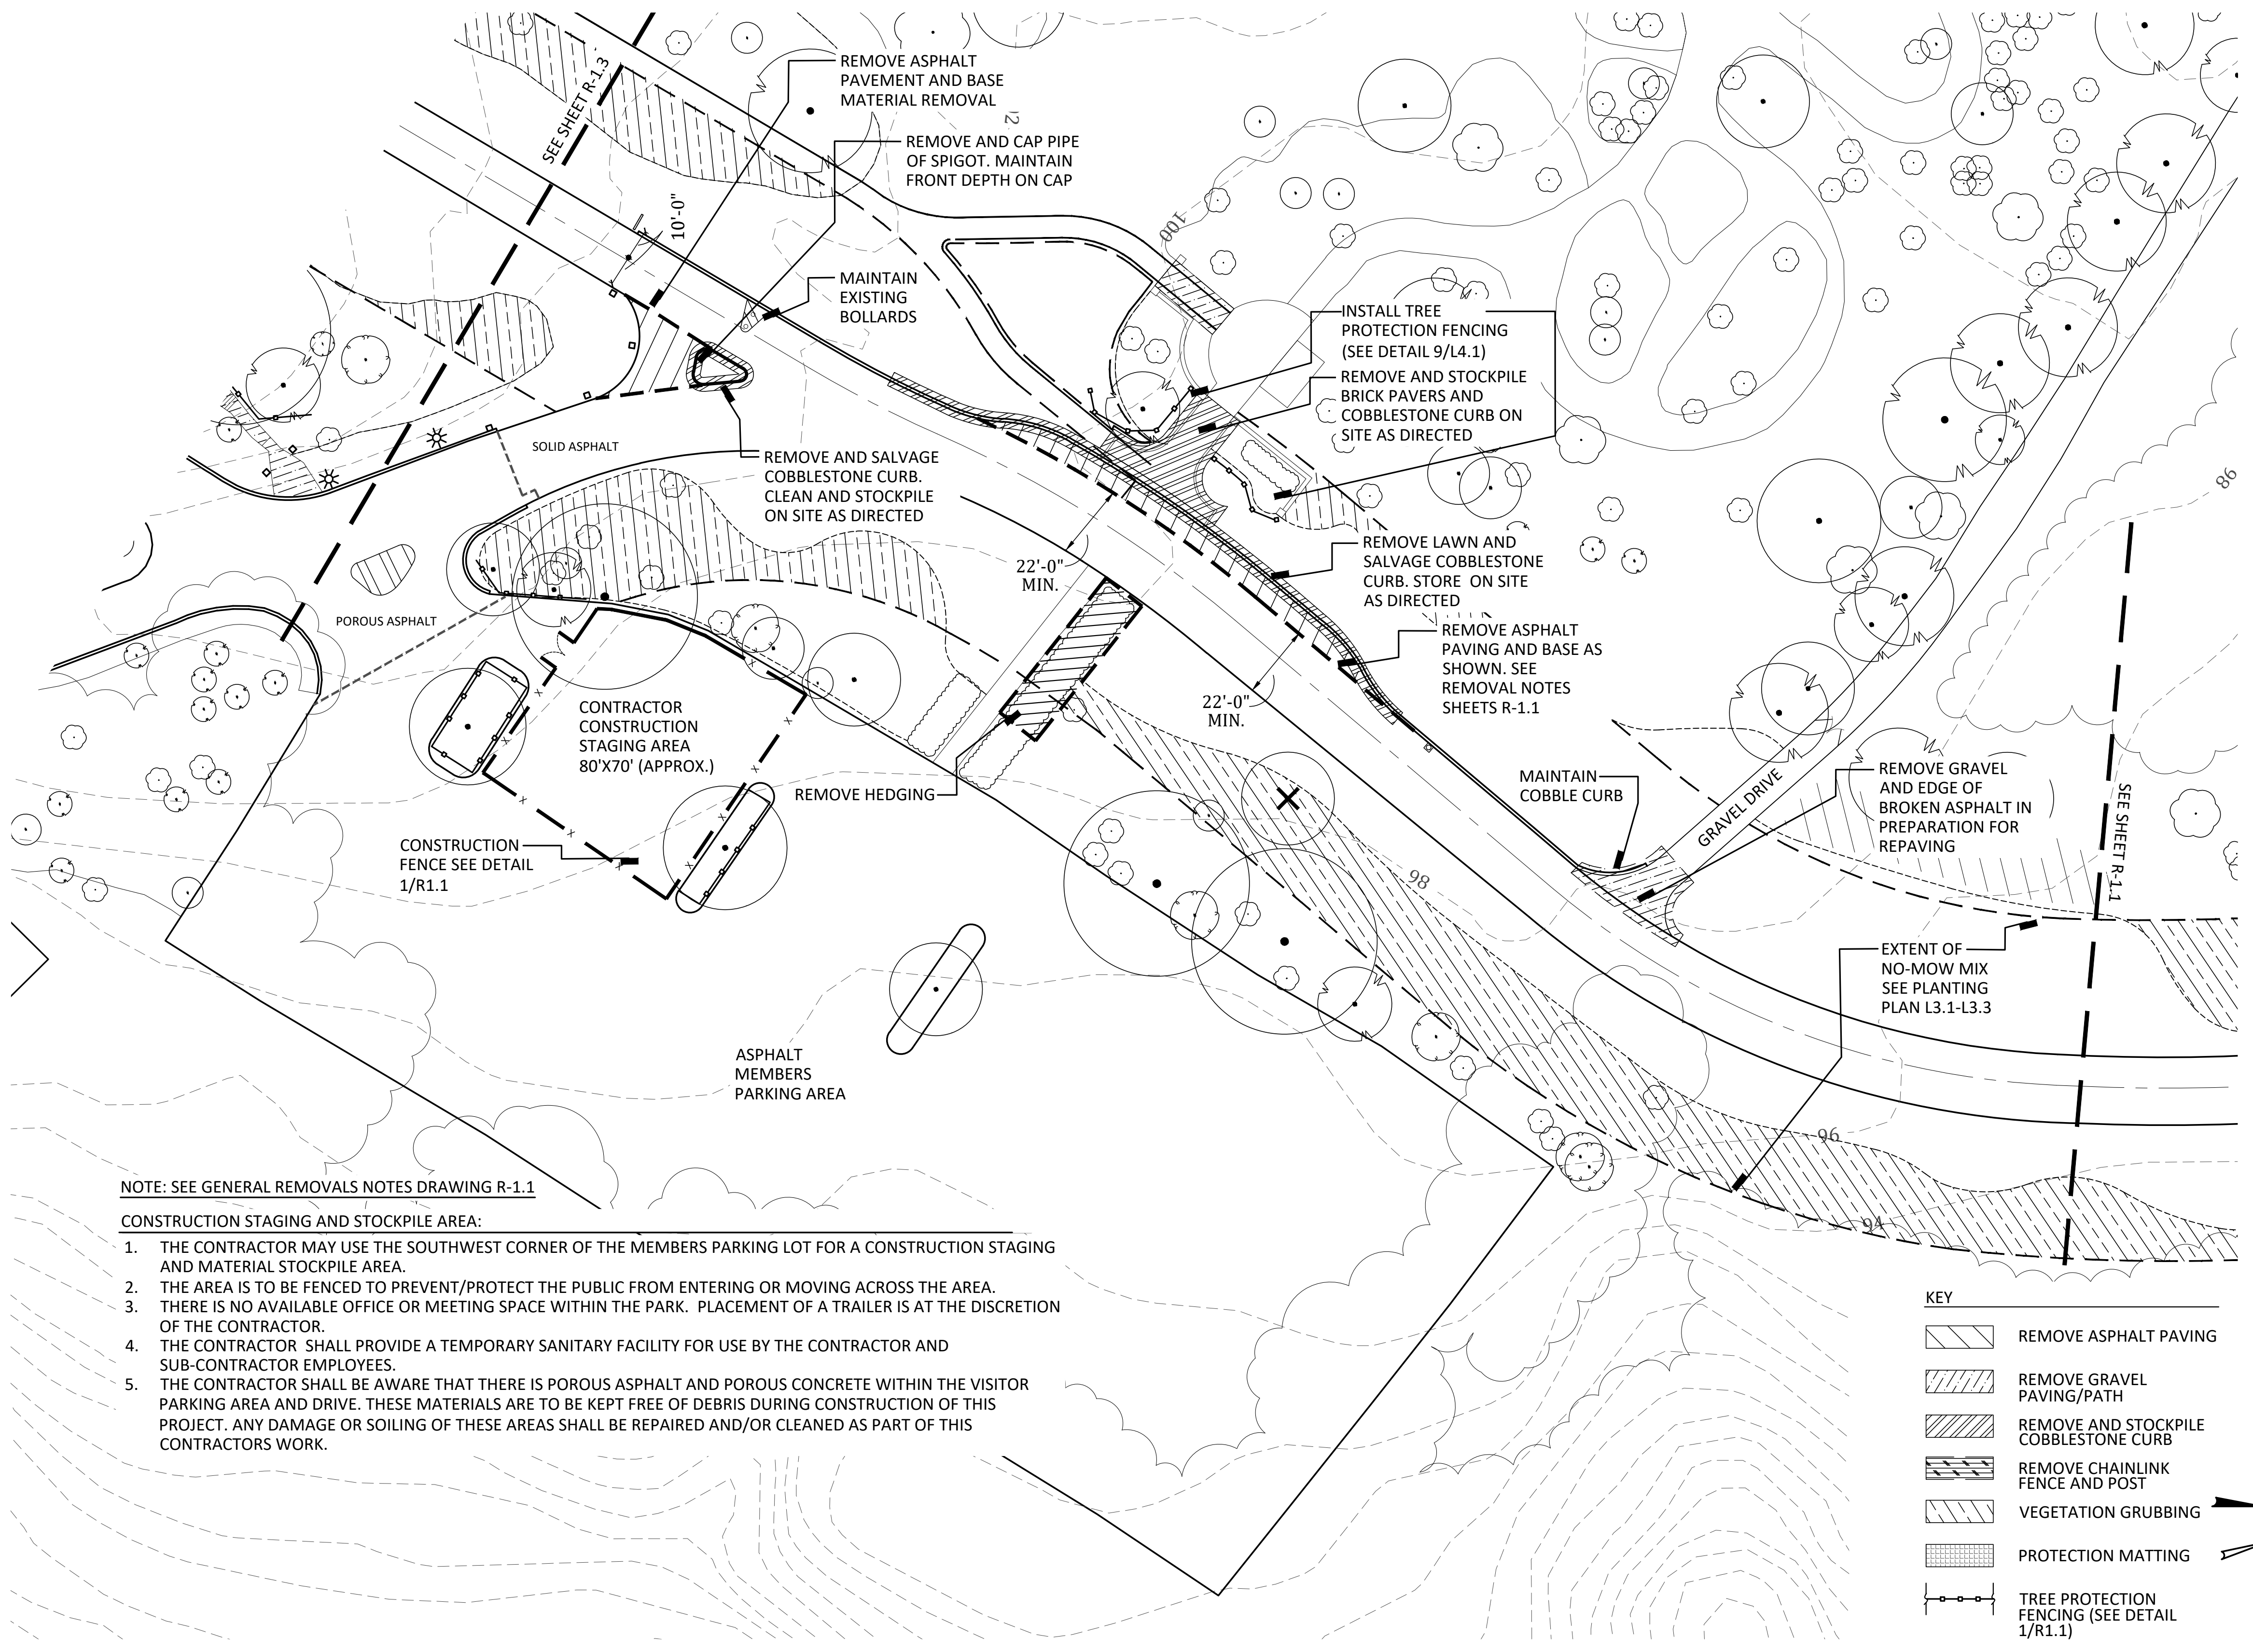 SEE SHEET R-1.3
REMOVE ASPHALT
PAVEMENT AND BASE
MATERIAL REMOVAL
REMOVE AND CAP PIPE
OF SPIGOT. MAINTAIN
FRONT DEPTH ON CAP
10'-0"
100
MAINTAIN
EXISTING
BOLLARDS
INSTALL TREE
PROTECTION FENCING
(SEE DETAIL 9/L4.1)
REMOVE AND STOCKPILE
BRICK PAVERS AND
COBBLESTONE CURB ON
SITE AS DIRECTED
SOLID ASPHALT
REMOVE AND SALVAGE
COBBLESTONE CURB.
CLEAN AND STOCKPILE
ON SITE AS DIRECTED
98
REMOVE LAWN AND
SALVAGE COBBLESTONE
CURB. STORE ON SITE
AS DIRECTED
22'-0"
MIN.
POROUS ASPHALT
REMOVE ASPHALT
PAVING AND BASE AS
SHOWN. SEE
REMOVAL NOTES
SHEETS R-1.1
22'-0"
MIN.
CONTRACTOR
CONSTRUCTION
STAGING AREA
80'X70' (APPROX.)
REMOVE HEDGING
MAINTAIN
COBBLE CURB
GRAVEL DRIVE
REMOVE GRAVEL
AND EDGE OF
BROKEN ASPHALT IN
PREPARATION FOR
REPAVING
SEE SHEET R-1.1
CONSTRUCTION
FENCE SEE DETAIL
1/R1.1
98
EXTENT OF
NO-MOW MIX
SEE PLANTING
PLAN L3.1-L3.3
ASPHALT
MEMBERS
PARKING AREA
96
94
NOTE: SEE GENERAL REMOVALS NOTES DRAWING R-1.1
CONSTRUCTION STAGING AND STOCKPILE AREA:
1. THE CONTRACTOR MAY USE THE SOUTHWEST CORNER OF THE MEMBERS PARKING LOT FOR A CONSTRUCTION STAGING
AND MATERIAL STOCKPILE AREA.
2. THE AREA IS TO BE FENCED TO PREVENT/PROTECT THE PUBLIC FROM ENTERING OR MOVING ACROSS THE AREA.
3. THERE IS NO AVAILABLE OFFICE OR MEETING SPACE WITHIN THE PARK. PLACEMENT OF A TRAILER IS AT THE DISCRETION
OF THE CONTRACTOR.
4. THE CONTRACTOR SHALL PROVIDE A TEMPORARY SANITARY FACILITY FOR USE BY THE CONTRACTOR AND
SUB-CONTRACTOR EMPLOYEES.
5. THE CONTRACTOR SHALL BE AWARE THAT THERE IS POROUS ASPHALT AND POROUS CONCRETE WITHIN THE VISITOR
PARKING AREA AND DRIVE. THESE MATERIALS ARE TO BE KEPT FREE OF DEBRIS DURING CONSTRUCTION OF THIS
PROJECT. ANY DAMAGE OR SOILING OF THESE AREAS SHALL BE REPAIRED AND/OR CLEANED AS PART OF THIS
CONTRACTORS WORK.
KEY
REMOVE ASPHALT PAVING
REMOVE GRAVEL
PAVING/PATH
REMOVE AND STOCKPILE
COBBLESTONE CURB
REMOVE CHAINLINK
FENCE AND POST
VEGETATION GRUBBING
PROTECTION MATTING
TREE PROTECTION
FENCING (SEE DETAIL
1/R1.1)